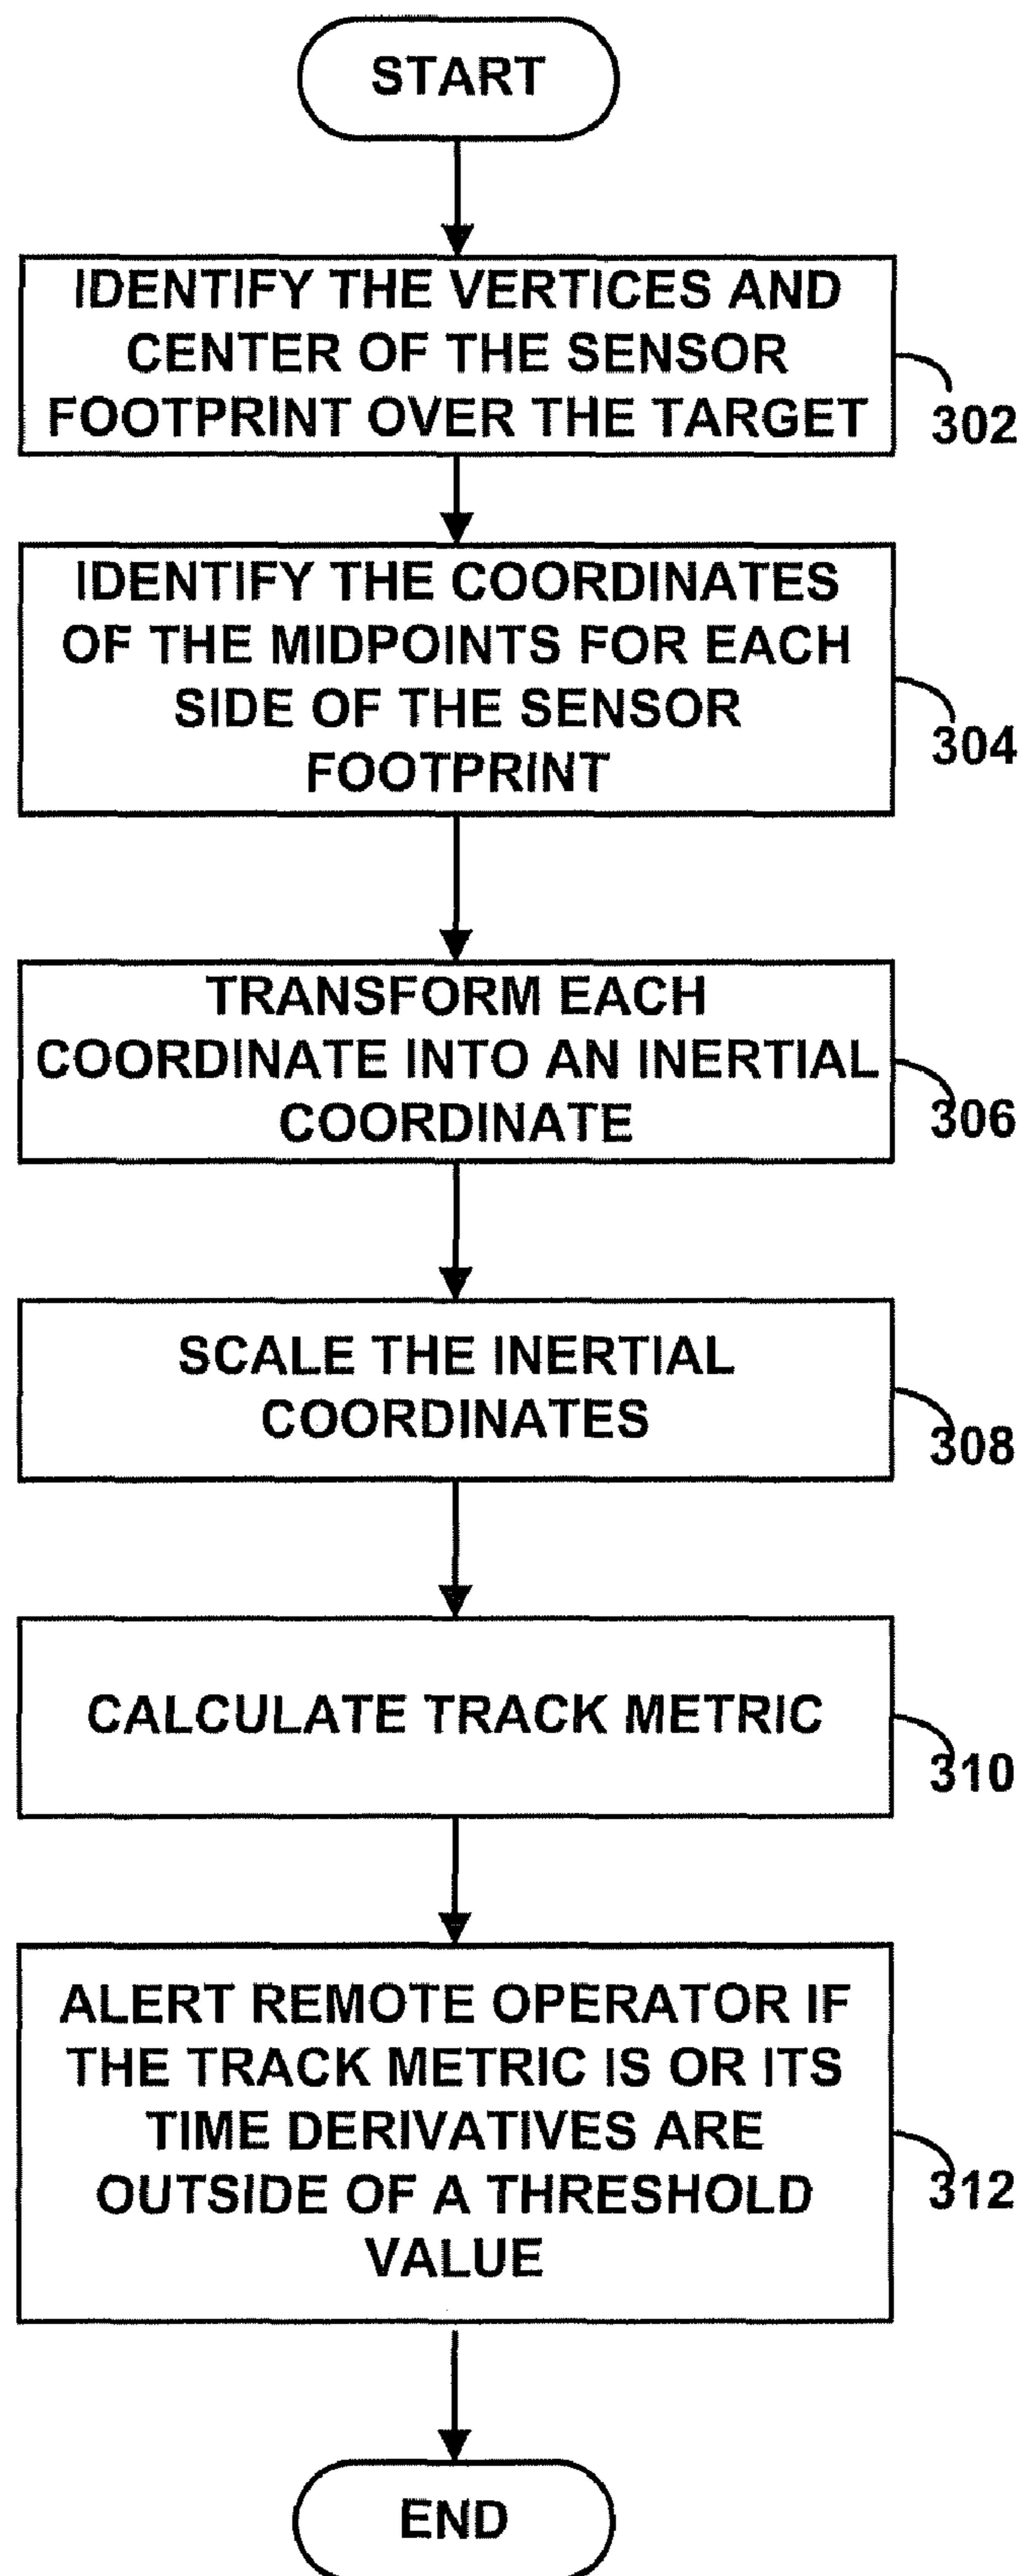 START
IDENTIFY THE VERTICES AND
CENTER OF THE SENSOR
FOOTPRINT OVER THE TARGET
302
IDENTIFY THE COORDINATES
OF THE MIDPOINTS FOR EACH
SIDE OF THE SENSOR
FOOTPRINT
304
TRANSFORM EACH
COORDINATE INTO AN INERTIAL
COORDINATE
306
SCALE THE INERTIAL
COORDINATES
308
CALCULATE TRACK METRIC
310
ALERT REMOTE OPERATOR IF
THE TRACK METRIC IS OR ITS
TIME DERIVATIVES ARE
OUTSIDE OF A THRESHOLD
VALUE
312
END